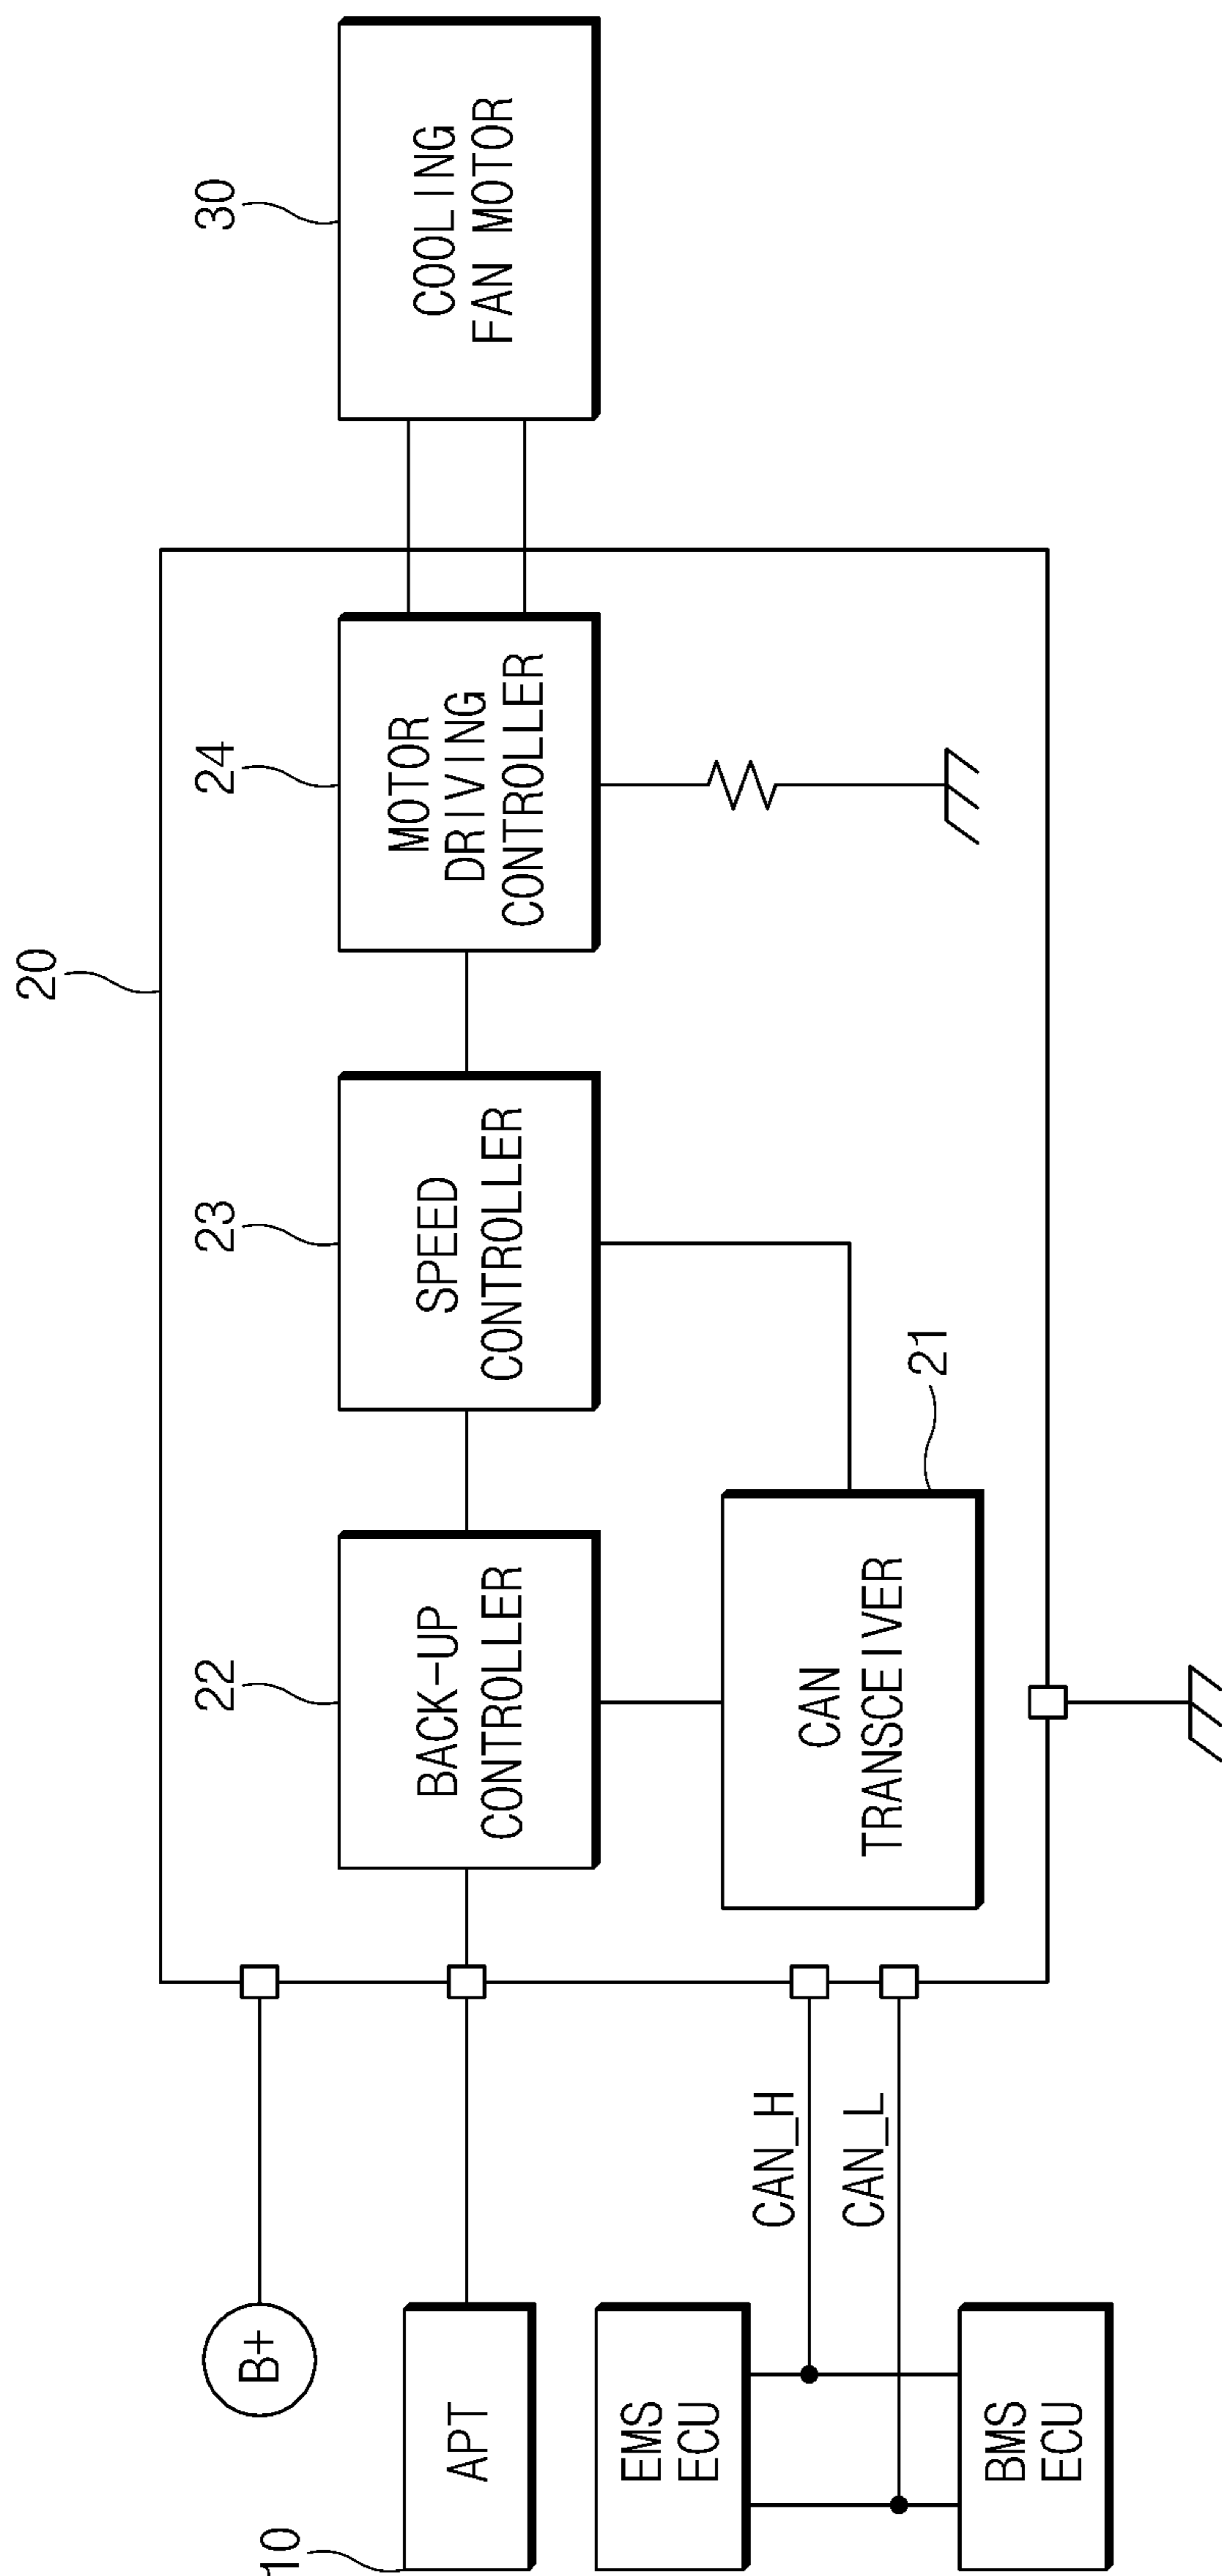 20
B+
10
APT
EMS
ECU
BMS
ECU
CAN_H
CAN_L
22
BACK-UP
CONTROLLER
CAN
TRANSCEIVER
21
23
SPEED
CONTROLLER
24
MOTOR
DRIVING
CONTROLLER
30
COOLING
FAN MOTOR